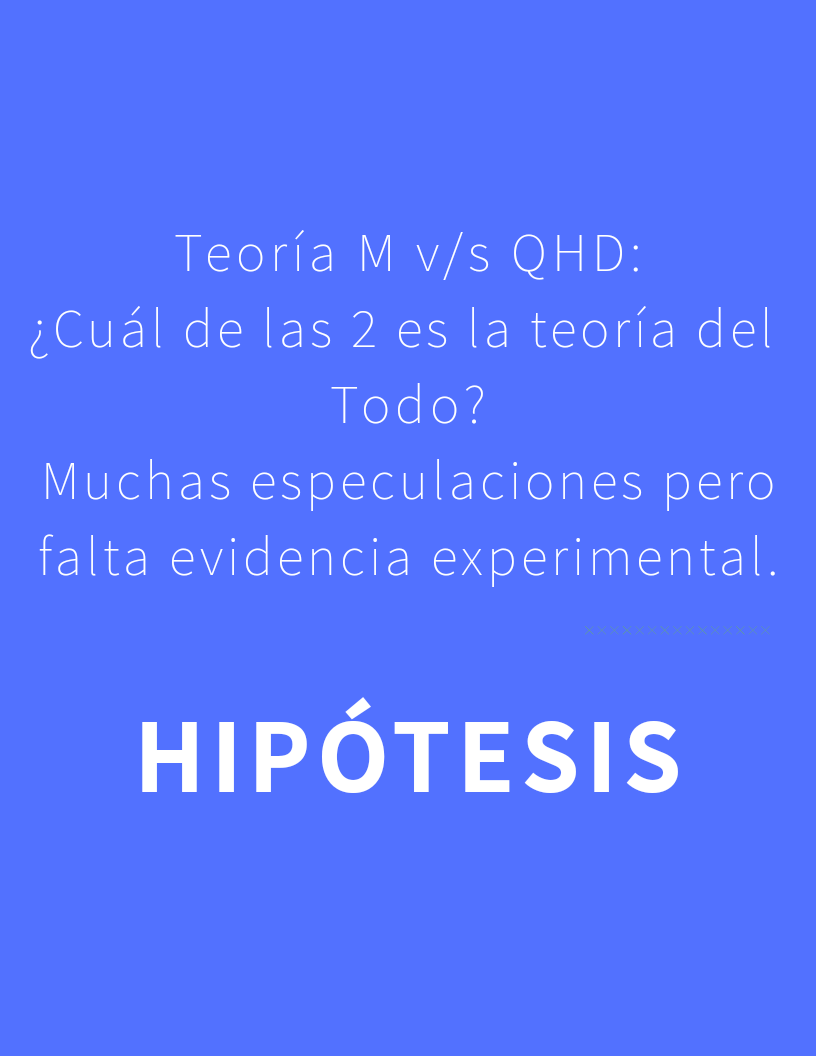 Teoría M v/s QHD:
¿Cuál de las 2 es la teoría del
Todo?
Muchas especulaciones pero
falta evidencia experimental.
HIPÓTESIS